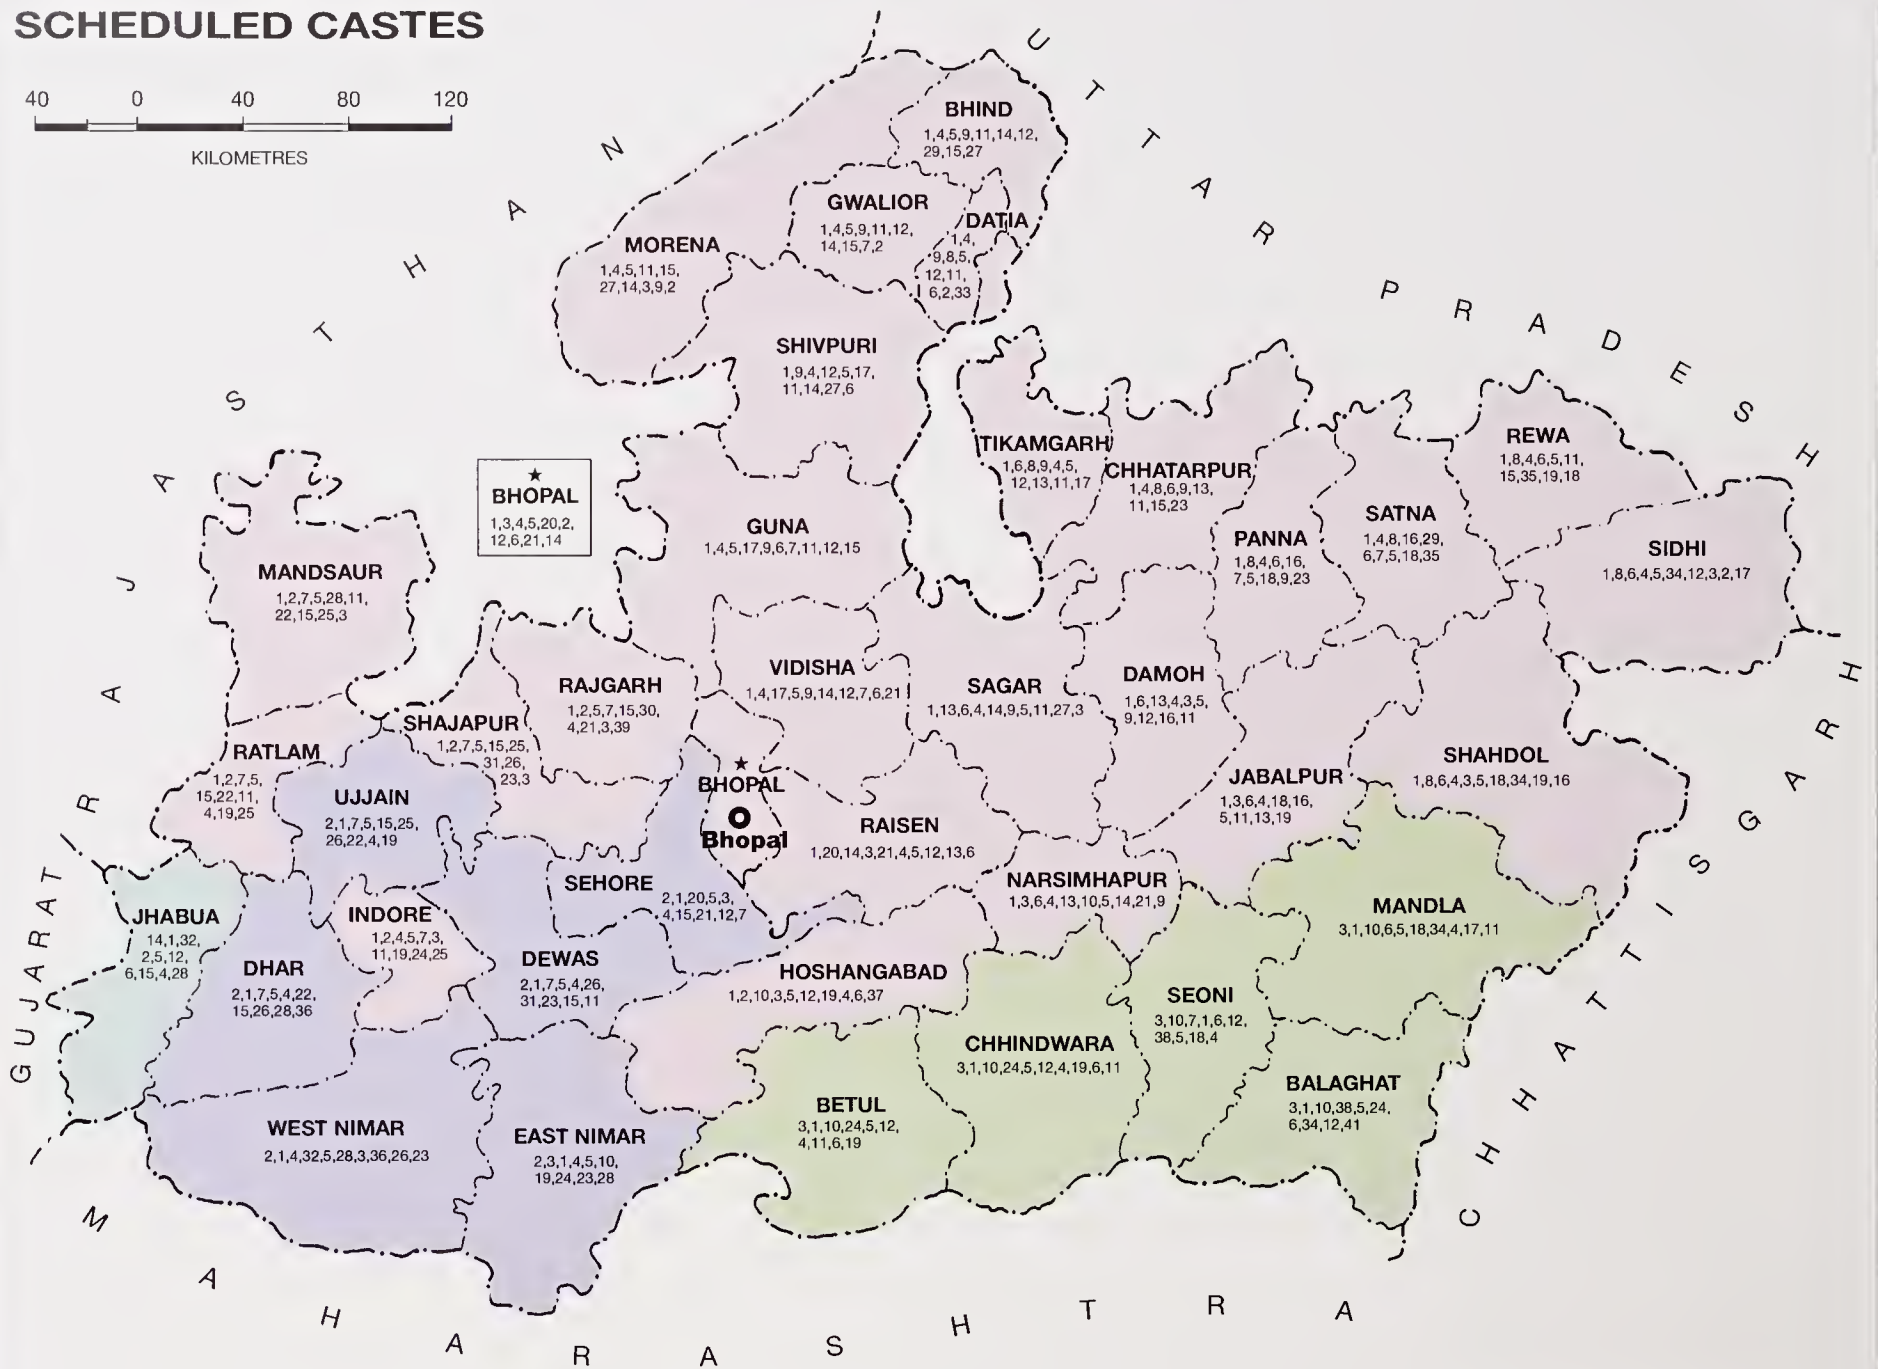 SCHEDULED CASTES
40 0 40 80 120
KILOMETRES
RAJASTHAN
UTTAR PRADESH
BHIND
1,4,5,9,11,14,12,
29,15,27
GWALIOR
1,4,5,9,11,12,
14,15,7,2
DATIA
1,4,
9,8,5,
12,11,
6,2,33
MORENA
1,4,5,11,15,
27,14,3,9,2
SHIVPURI
1,9,4,12,5,17,
11,14,27,6
TIKAMGARH
1,6,8,9,4,5,
12,13,11,17
CHHATARPUR
1,4,8,6,9,13,
11,15,23
REWA
1,8,4,6,5,11,
15,35,19,18
BHOPAL
1,3,4,5,20,2,
12,6,21,14
GUNA
1,4,5,17,9,6,7,11,12,15
PANNA
1,8,4,6,16,
7,5,18,9,23
SATNA
1,4,8,16,29,
6,7,5,18,35
SIDHI
1,8,6,4,5,34,12,3,2,17
MANDSAUR
1,2,7,5,28,11,
22,15,25,3
RAJGARH
1,2,5,7,15,30,
4,21,3,39
VIDISHA
1,4,17,5,9,14,12,7,6,21
SAGAR
1,13,6,4,14,9,5,11,27,3
DAMOH
1,6,13,4,3,5,
9,12,16,11
SHAJAPUR
1,2,7,5,15,25,
31,26,
23,3
RATLAM
1,2,7,5,
15,22,11,
4,19,25
UJJAIN
2,1,7,5,15,25,
26,22,4,19
BHOPAL
Bhopal
RAISEN
1,20,14,3,21,4,5,12,13,6
JABALPUR
1,3,6,4,18,16,
5,11,13,19
SHAHDOL
1,8,6,4,3,5,18,34,19,16
SEHORE
2,1,20,5,3,
4,15,21,12,7
NARSIMHAPUR
1,3,6,4,13,10,5,14,21,9
MANDLA
3,1,10,6,5,18,34,4,17,11
JHABUA
14,1,32,
2,5,12,
6,15,4,28
INDORE
1,2,4,5,7,3,
11,19,24,25
DHAR
2,1,7,5,4,22,
15,26,28,36
DEWAS
2,1,7,5,4,26,
31,23,15,11
HOSHANGABAD
1,2,10,3,5,12,19,4,6,37
SEONI
3,10,7,1,6,12,
38,5,18,4
CHHINDWARA
3,1,10,24,5,12,4,19,6,11
BALAGHAT
3,1,10,38,5,24,
6,34,12,41
BETUL
3,1,10,24,5,12,
4,11,6,19
WEST NIMAR
2,1,4,32,5,28,3,36,26,23
EAST NIMAR
2,3,1,4,5,10,
19,24,23,28
GUJARAT
CHHATTISGARH
MAHARASHTRA